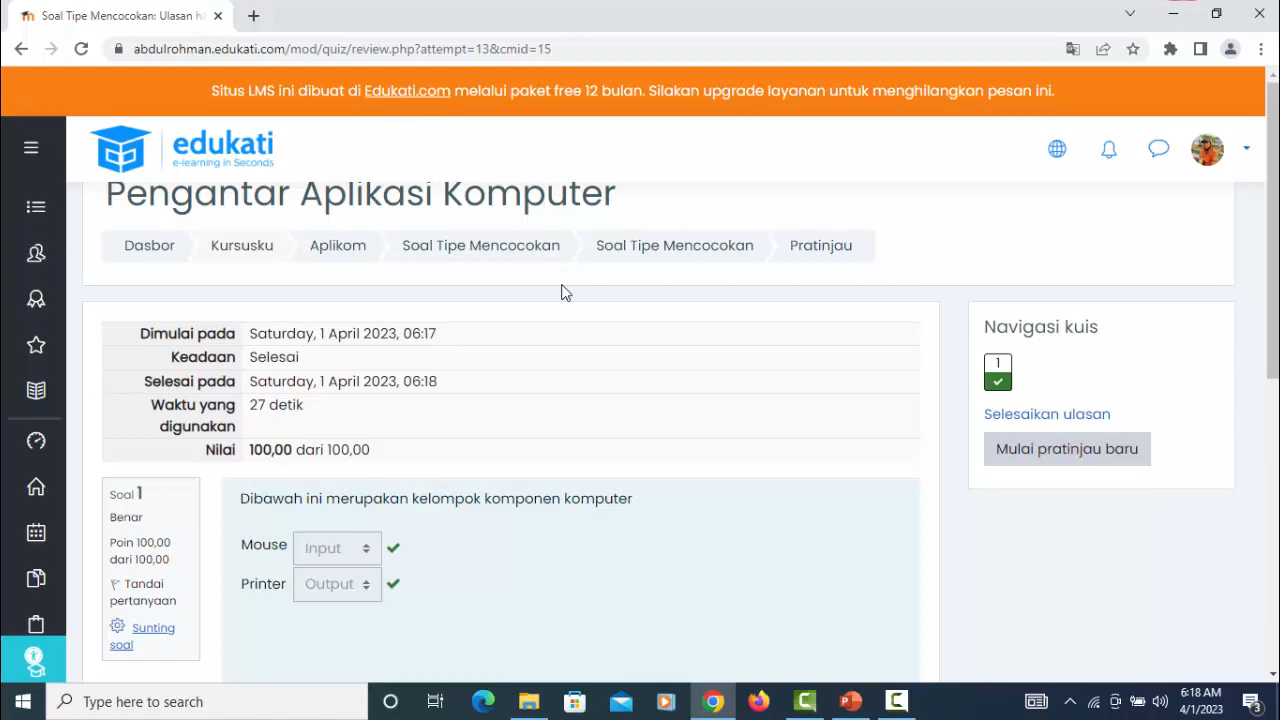 Soal Tipe Mencocokan: Ulasan ha
abdulrohman.edukati.com/mod/quiz/review.php?attempt=13&cmid=15
Situs LMS ini dibuat di Edukati.com melalui paket free 12 bulan. Silakan upgrade layanan untuk menghilangkan pesan ini.
edukati
e-learning in Seconds
Pengantar Aplikasi Komputer
Dasbor Kursusku Aplikom Soal Tipe Mencocokan Soal Tipe Mencocokan Pratinjau
Dimulai pada Saturday, 1 April 2023, 06:17
Keadaan Selesai
Selesai pada Saturday, 1 April 2023, 06:18
Waktu yang digunakan 27 detik
Nilai 100,00 dari 100,00
Navigasi kuis
1
Selesaikan ulasan
Mulai pratinjau baru
Soal 1
Benar
Poin 100,00
dari 100,00
Tandai
pertanyaan
Sunting
soal
Dibawah ini merupakan kelompok komponen komputer
Mouse Input
Printer Output
Type here to search
6:18 AM
4/1/2023
3